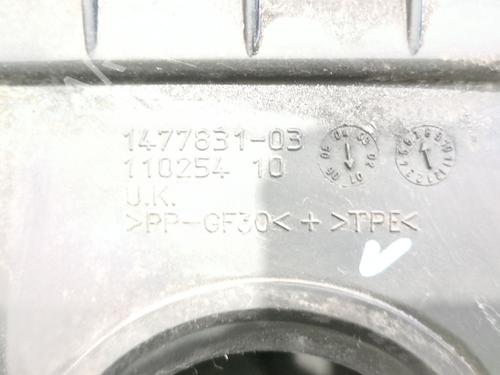 1477831-03
110254 10
U.K.
>PP-GF30< + >TPE<